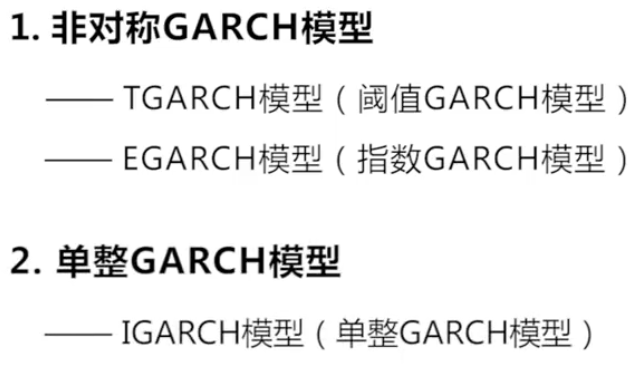 1. 非对称GARCH模型
—— TGARCH模型（阈值GARCH模型）
—— EGARCH模型（指数GARCH模型）
2. 单整GARCH模型
—— IGARCH模型（单整GARCH模型）